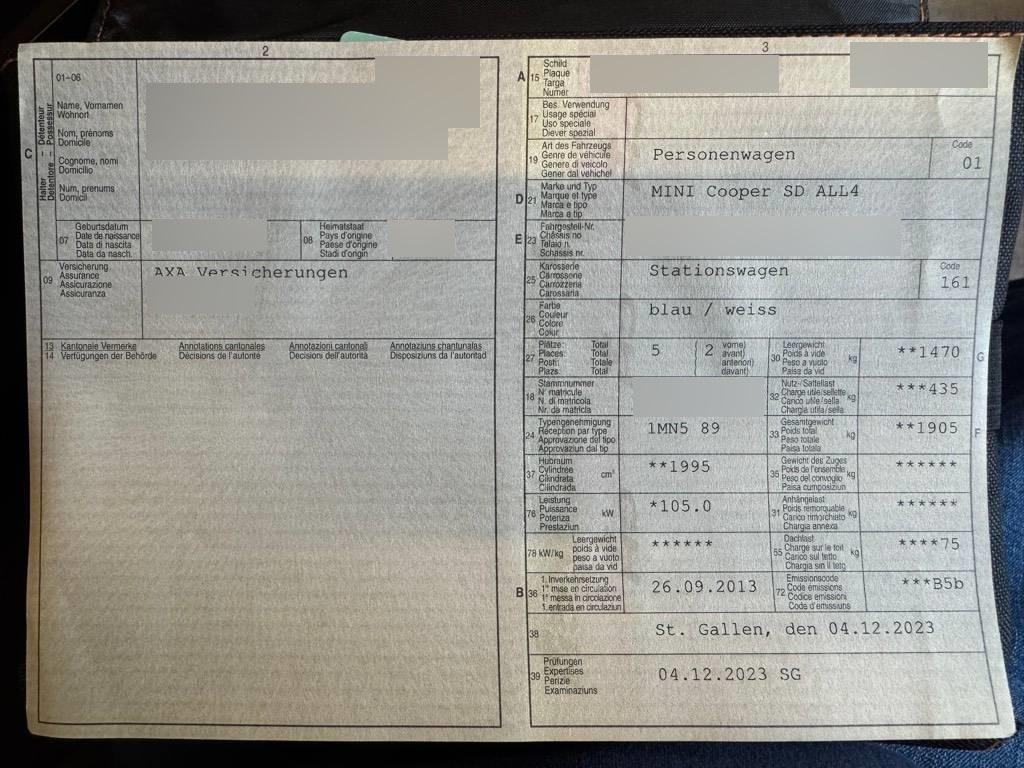 2
01–06
Halter – Détenteur
Detentore – Possessur
C
Name, Vornamen
Wohnort
Nom, prénoms
Domicile
Cognome, nomi
Domicilio
Num, prenums
Domicil
07
Geburtsdatum
Date de naissance
Data di nascita
Data da nasch.
08
Heimatstaat
Pays d'origine
Paese d'origine
Stadi d'origin
09
Versicherung
Assurance
Assicurazione
Assicuranza
AXA Versicherungen
13 Kantonale Vermerke Annotations cantonales Annotazioni cantonali Annotaziuns chantunalas
14 Verfügungen der Behörde Décisions de l'autorité Decisioni dell'autorità Disposiziuns da l'autoritad
3
A 15
Schild
Plaque
Targa
Numer
17
Bes. Verwendung
Usage spécial
Uso speciale
Diever spezial
19
Art des Fahrzeugs
Genre de véhicule
Genere di veicolo
Gener dal vehichel
Personenwagen
Code
01
D 21
Marke und Typ
Marque et type
Marca e tipo
Marca e tip
MINI Cooper SD ALL4
E 23
Fahrgestell-Nr.
Châssis no
Telaio n.
Schassis nr.
25
Karosserie
Carrosserie
Carrozzeria
Carossaria
Stationswagen
Code
161
26
Farbe
Couleur
Colore
Colur
blau / weiss
27
Plätze: Total
Places: Total
Posti: Totale
Plazs: Total
5 ( 2
vorne)
avant)
anteriori)
davant)
30
Leergewicht
Poids à vide
Peso a vuoto
Paisa da vid
kg
**1470
G
18
Stammnummer
N° matricule
N. di matricola
Nr. da matricla
32
Nutz-/Sattellast
Charge utile/sellette
Carico utile/sella
Chargia utila/sella
kg
***435
24
Typengenehmigung
Réception par type
Approvazione del tipo
Approvaziun dal tip
1MN5 89
33
Gesamtgewicht
Poids total
Peso totale
Paisa totala
kg
**1905
F
37
Hubraum
Cylindrée
Cilindrata
Cilindrada
cm³
**1995
35
Gewicht des Zuges
Poids de l'ensemble
Peso del convoglio
Paisa cumposiziun
kg
******
76
Leistung
Puissance
Potenza
Prestaziun
kW
*105.0
31
Anhängelast
Poids remorquable
Carico rimorchiato
Chargia annexa
kg
******
78 kW/kg
Leergewicht
poids à vide
peso a vuoto
paisa da vid
******
55
Dachlast
Charge sur le toit
Carico sul tetto
Chargia sin il tetg
kg
****75
B 36
1. Inverkehrsetzung
1re mise en circulation
1a messa in circolazione
1. entrada en circulaziun
26.09.2013
72
Emissionscode
Code émissions
Codice emissioni
Code d'emissiuns
***B5b
38
St. Gallen, den 04.12.2023
39
Prüfungen
Expertises
Perizie
Examinaziuns
04.12.2023 SG